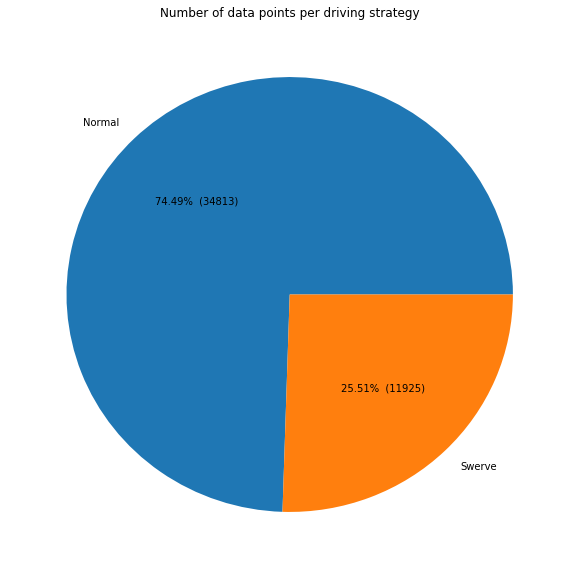 Number of data points per driving strategy
Normal
74.49% (34813)
25.51% (11925)
Swerve